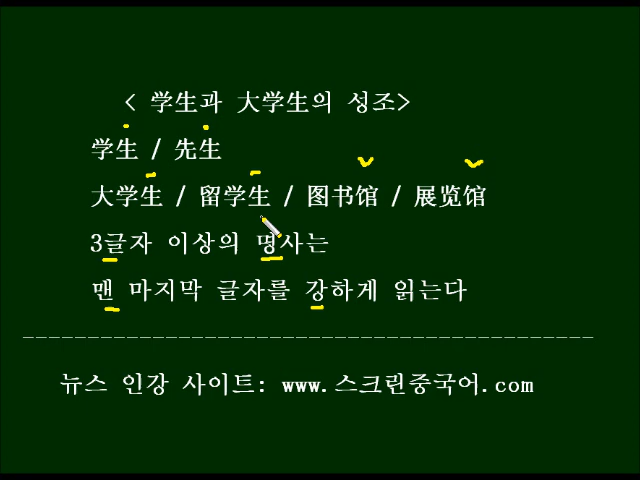 < 学生과 大学生의 성조>
学生 / 先生
大学生 / 留学生 / 图书馆 / 展览馆
3글자 이상의 명사는
맨 마지막 글자를 강하게 읽는다
뉴스 인강 사이트: www.스크린중국어.com